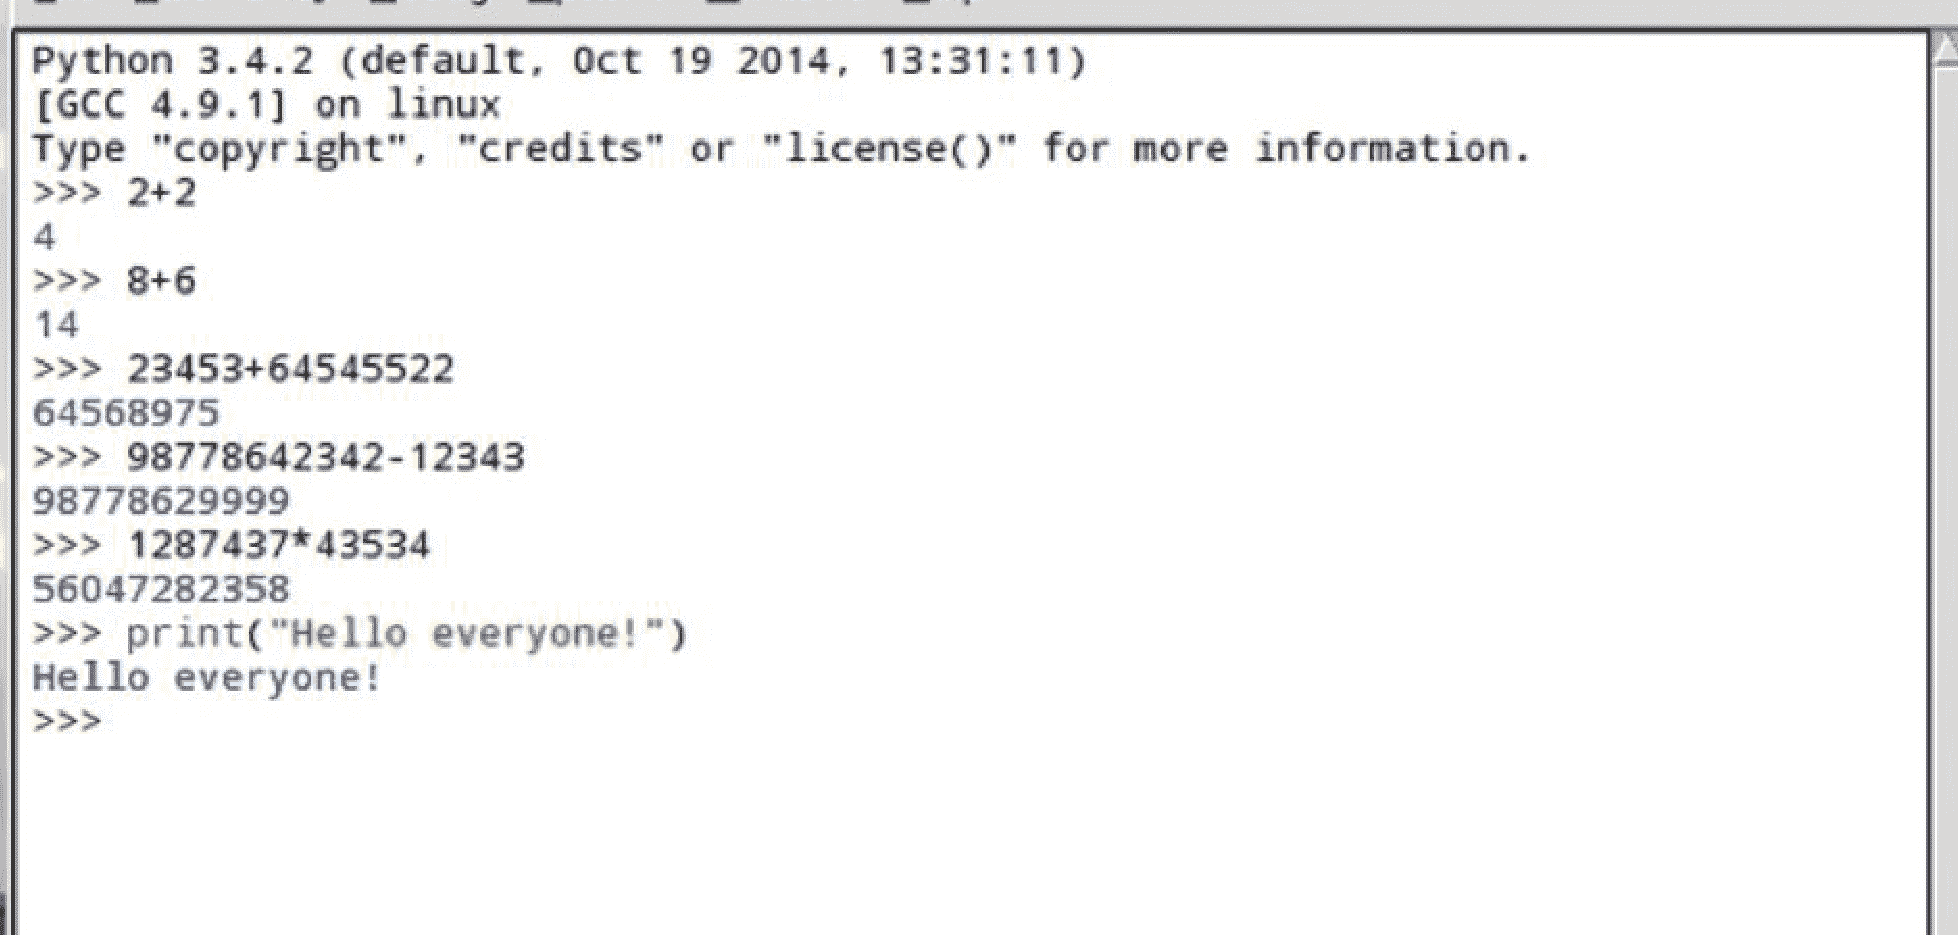 Python 3.4.2 (default, Oct 19 2014, 13:31:11)
[GCC 4.9.1] on linux
Type "copyright", "credits" or "license()" for more information.
>>> 2+2
4
>>> 8+6
14
>>> 23453+64545522
64568975
>>> 98778642342-12343
98778629999
>>> 1287437*43534
56047282358
>>> print("Hello everyone!")
Hello everyone!
>>>